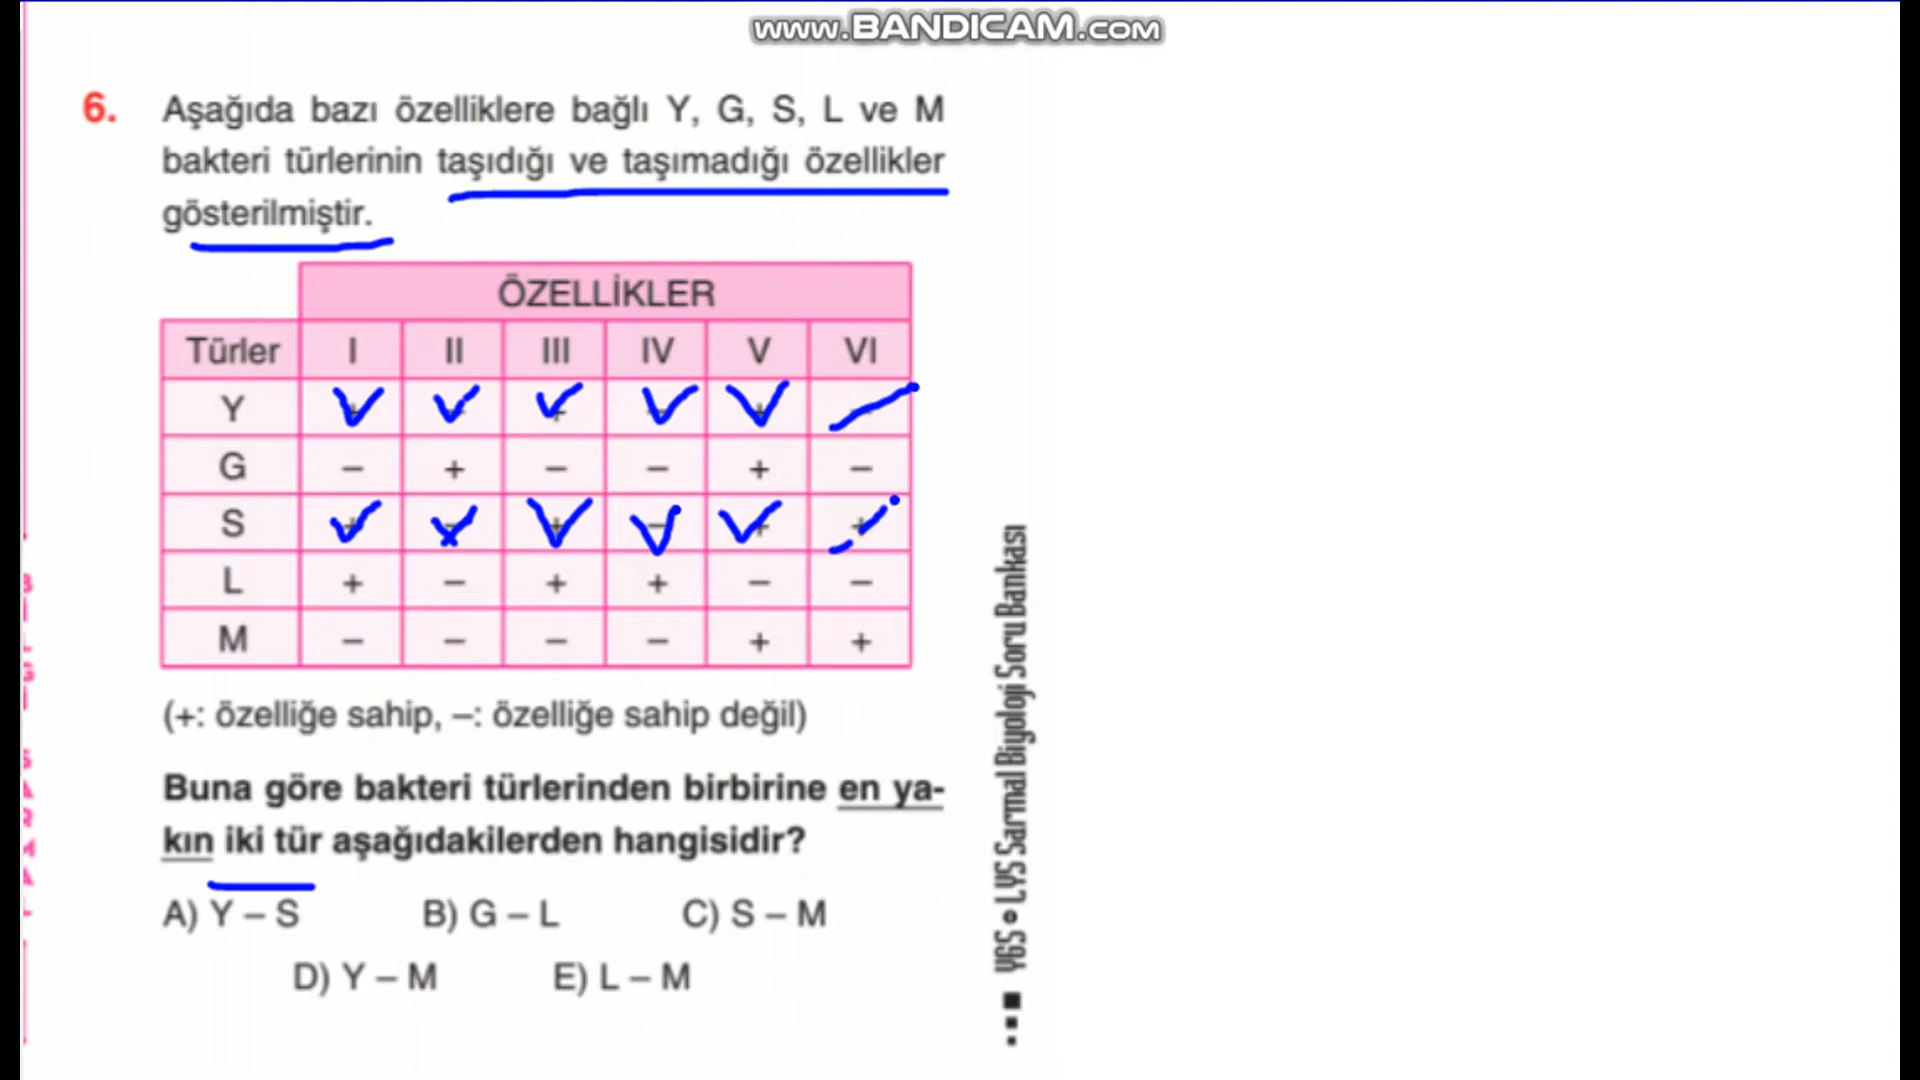 www.BANDICAM.com
6. Aşağıda bazı özelliklere bağlı Y, G, S, L ve M
bakteri türlerinin taşıdığı ve taşımadığı özellikler
gösterilmiştir.
ÖZELLİKLER
Türler I II III IV V VI
Y + – + – + –
G – + – – + –
S + – + – + +
L + – + + – –
M – – – – + +
(+: özelliğe sahip, –: özelliğe sahip değil)
Buna göre bakteri türlerinden birbirine en ya-
kın iki tür aşağıdakilerden hangisidir?
A) Y – S B) G – L C) S – M
D) Y – M E) L – M
YGS • LYS Sarmal Biyoloji Soru Bankası